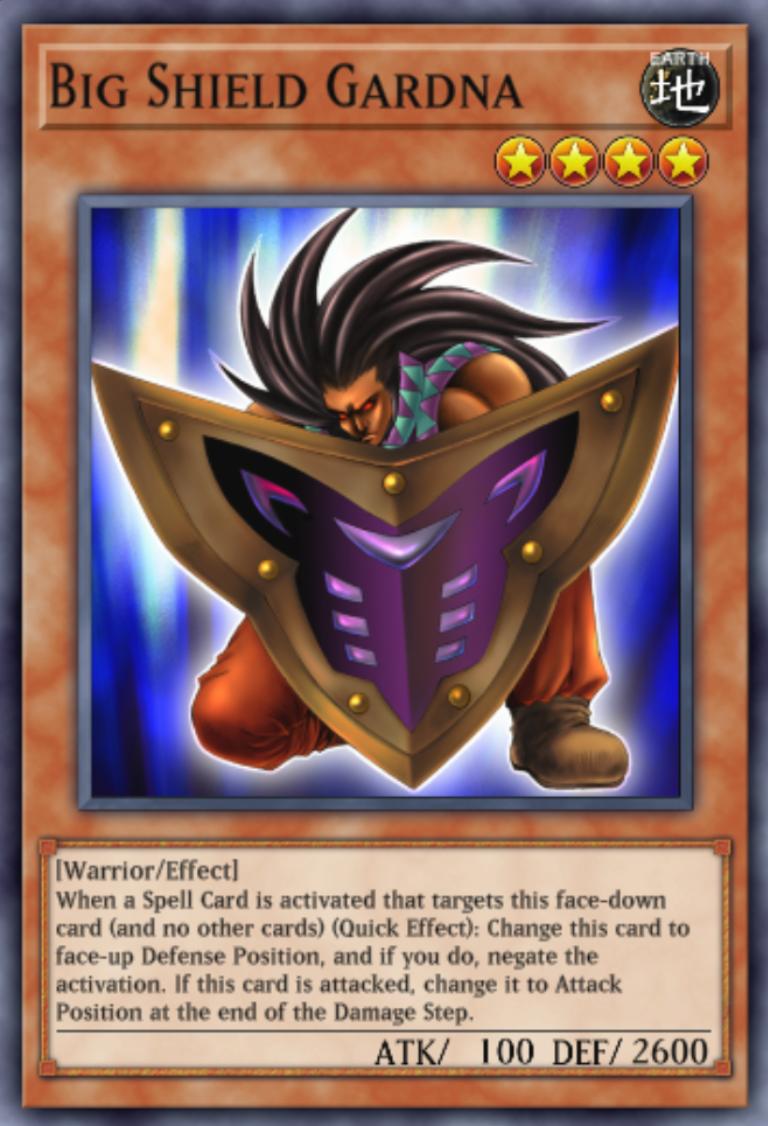 BIG SHIELD GARDNA
EARTH
地
[Warrior/Effect]
When a Spell Card is activated that targets this face-down
card (and no other cards) (Quick Effect): Change this card to
face-up Defense Position, and if you do, negate the
activation. If this card is attacked, change it to Attack
Position at the end of the Damage Step.
ATK/ 100 DEF/ 2600